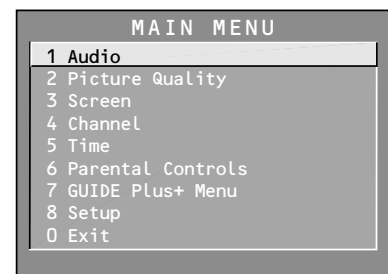 MAIN MENU
1 Audio
2 Picture Quality
3 Screen
4 Channel
5 Time
6 Parental Controls
7 GUIDE Plus+ Menu
8 Setup
0 Exit